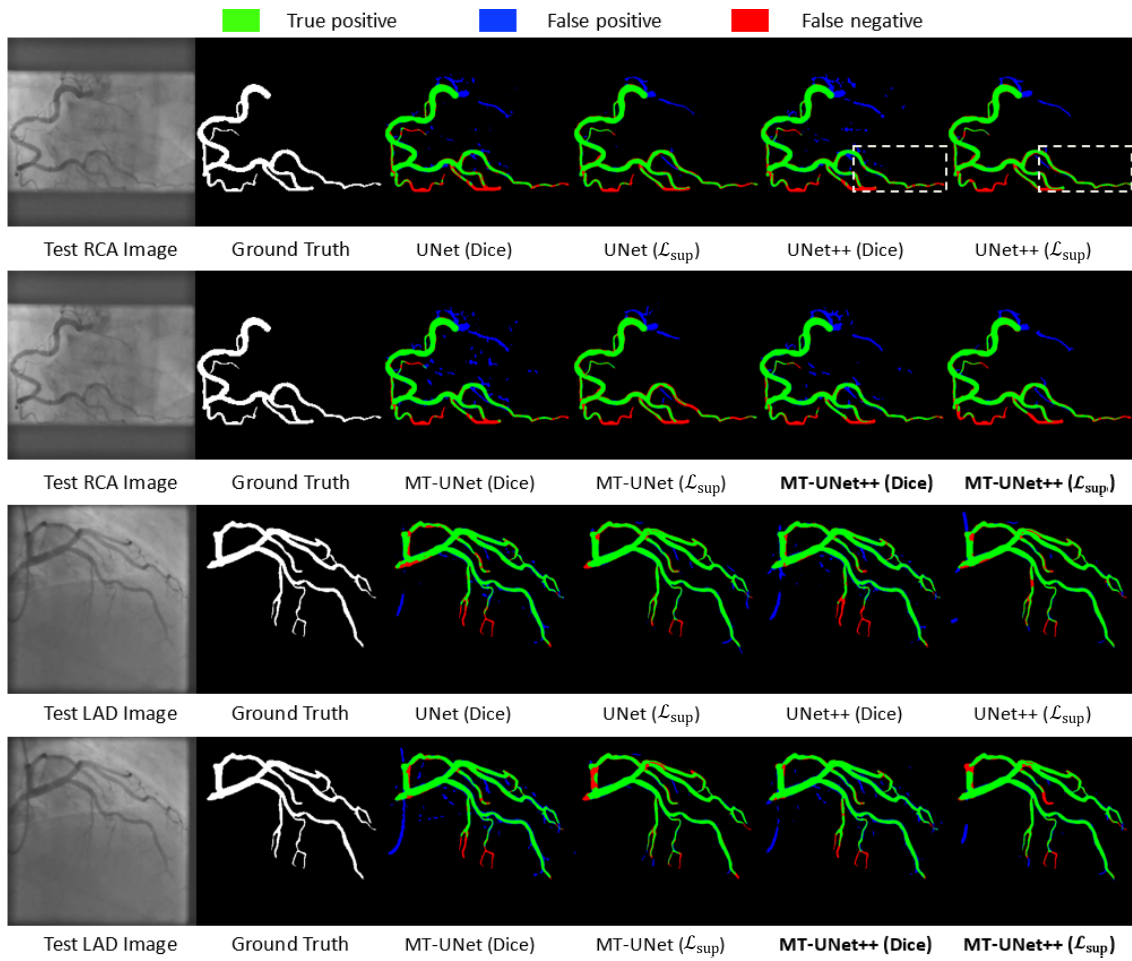 True positive False positive False negative
Test RCA Image Ground Truth UNet (Dice) UNet (ℒsup) UNet++ (Dice) UNet++ (ℒsup)
Test RCA Image Ground Truth MT-UNet (Dice) MT-UNet (ℒsup) MT-UNet++ (Dice) MT-UNet++ (ℒsup)
Test LAD Image Ground Truth UNet (Dice) UNet (ℒsup) UNet++ (Dice) UNet++ (ℒsup)
Test LAD Image Ground Truth MT-UNet (Dice) MT-UNet (ℒsup) MT-UNet++ (Dice) MT-UNet++ (ℒsup)